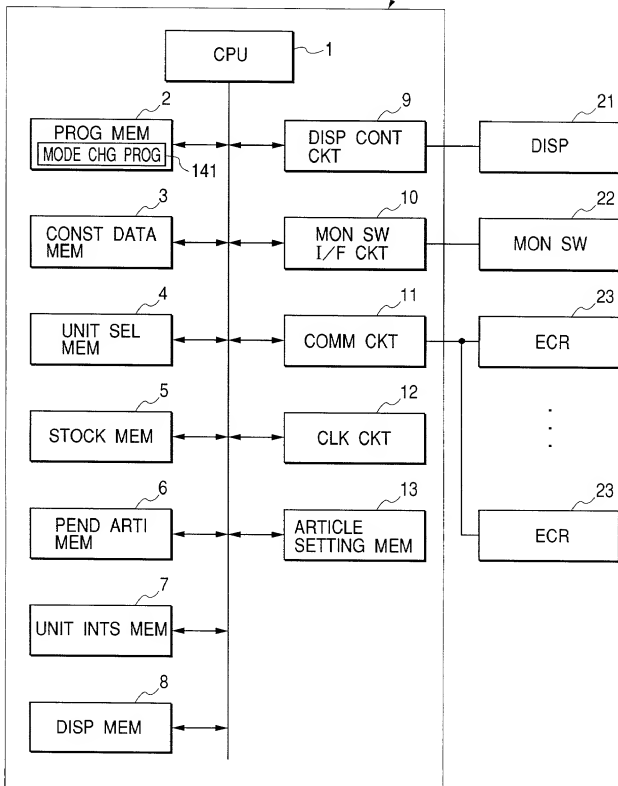 CPU
1
2
PROG MEM
MODE CHG PROG
141
3
CONST DATA
MEM
4
UNIT SEL
MEM
5
STOCK MEM
6
PEND ARTI
MEM
7
UNIT INTS MEM
8
DISP MEM
9
DISP CONT
CKT
10
MON SW
I/F CKT
11
COMM CKT
12
CLK CKT
13
ARTICLE
SETTING MEM
21
DISP
22
MON SW
23
ECR
23
ECR